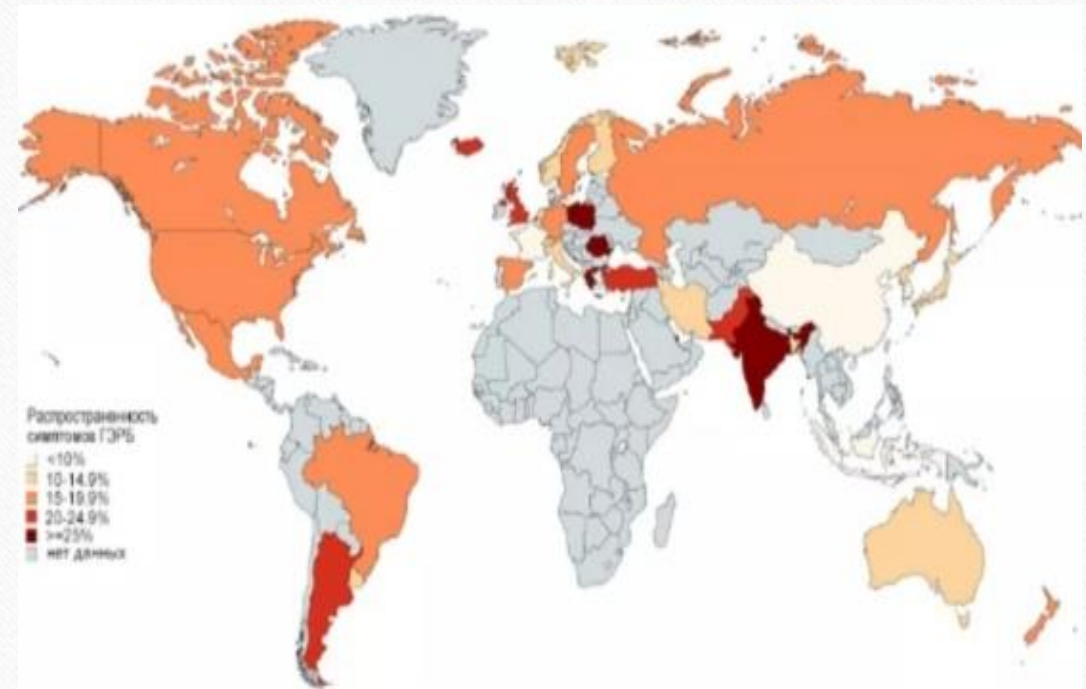 Распространенность
симптомов ГЭРБ
<10%
10-14.9%
15-19.9%
20-24.9%
>=25%
нет данных